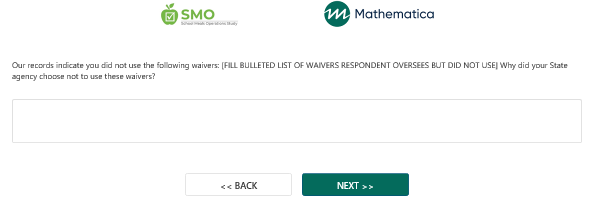 SMO
School Meals Operations Study
Mathematica
Our records indicate you did not use the following waivers: [FILL BULLETED LIST OF WAIVERS RESPONDENT OVERSEES BUT DID NOT USE] Why did your State
agency choose not to use these waivers?
<< BACK
NEXT >>